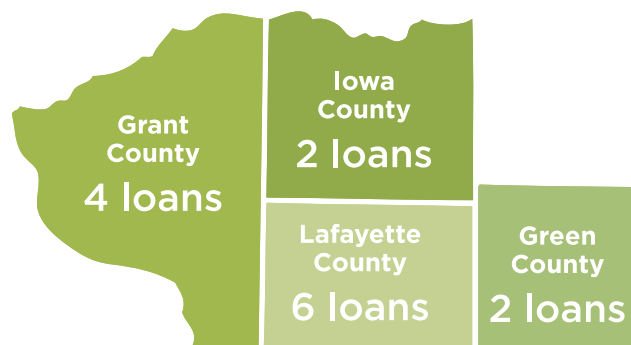 Grant
County
4 loans
Iowa
County
2 loans
Lafayette
County
6 loans
Green
County
2 loans